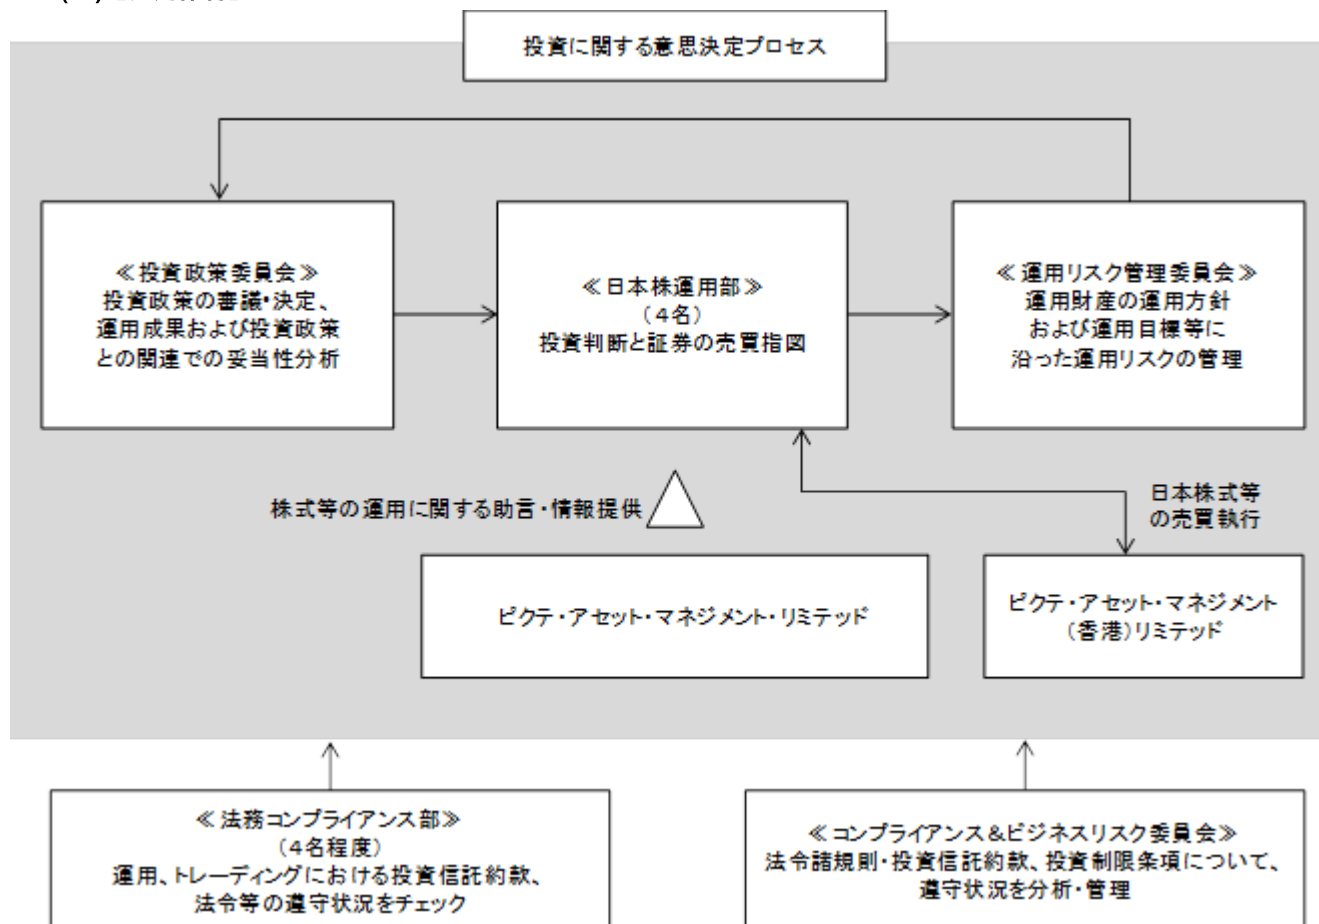 投資に関する意思決定プロセス
≪投資政策委員会≫
投資政策の審議・決定、
運用成果および投資政策
との関連での妥当性分析
≪日本株運用部≫
(4名)
投資判断と証券の売買指図
≪運用リスク管理委員会≫
運用財産の運用方針
および運用目標等に
沿った運用リスクの管理
株式等の運用に関する助言・情報提供
日本株式等
の売買執行
ピクテ・アセット・マネジメント・リミテッド
ピクテ・アセット・マネジメント
(香港)リミテッド
≪法務コンプライアンス部≫
(4名程度)
運用、トレーディングにおける投資信託約款、
法令等の遵守状況をチェック
≪コンプライアンス&ビジネスリスク委員会≫
法令諸規則・投資信託約款、投資制限条項について、
遵守状況を分析・管理